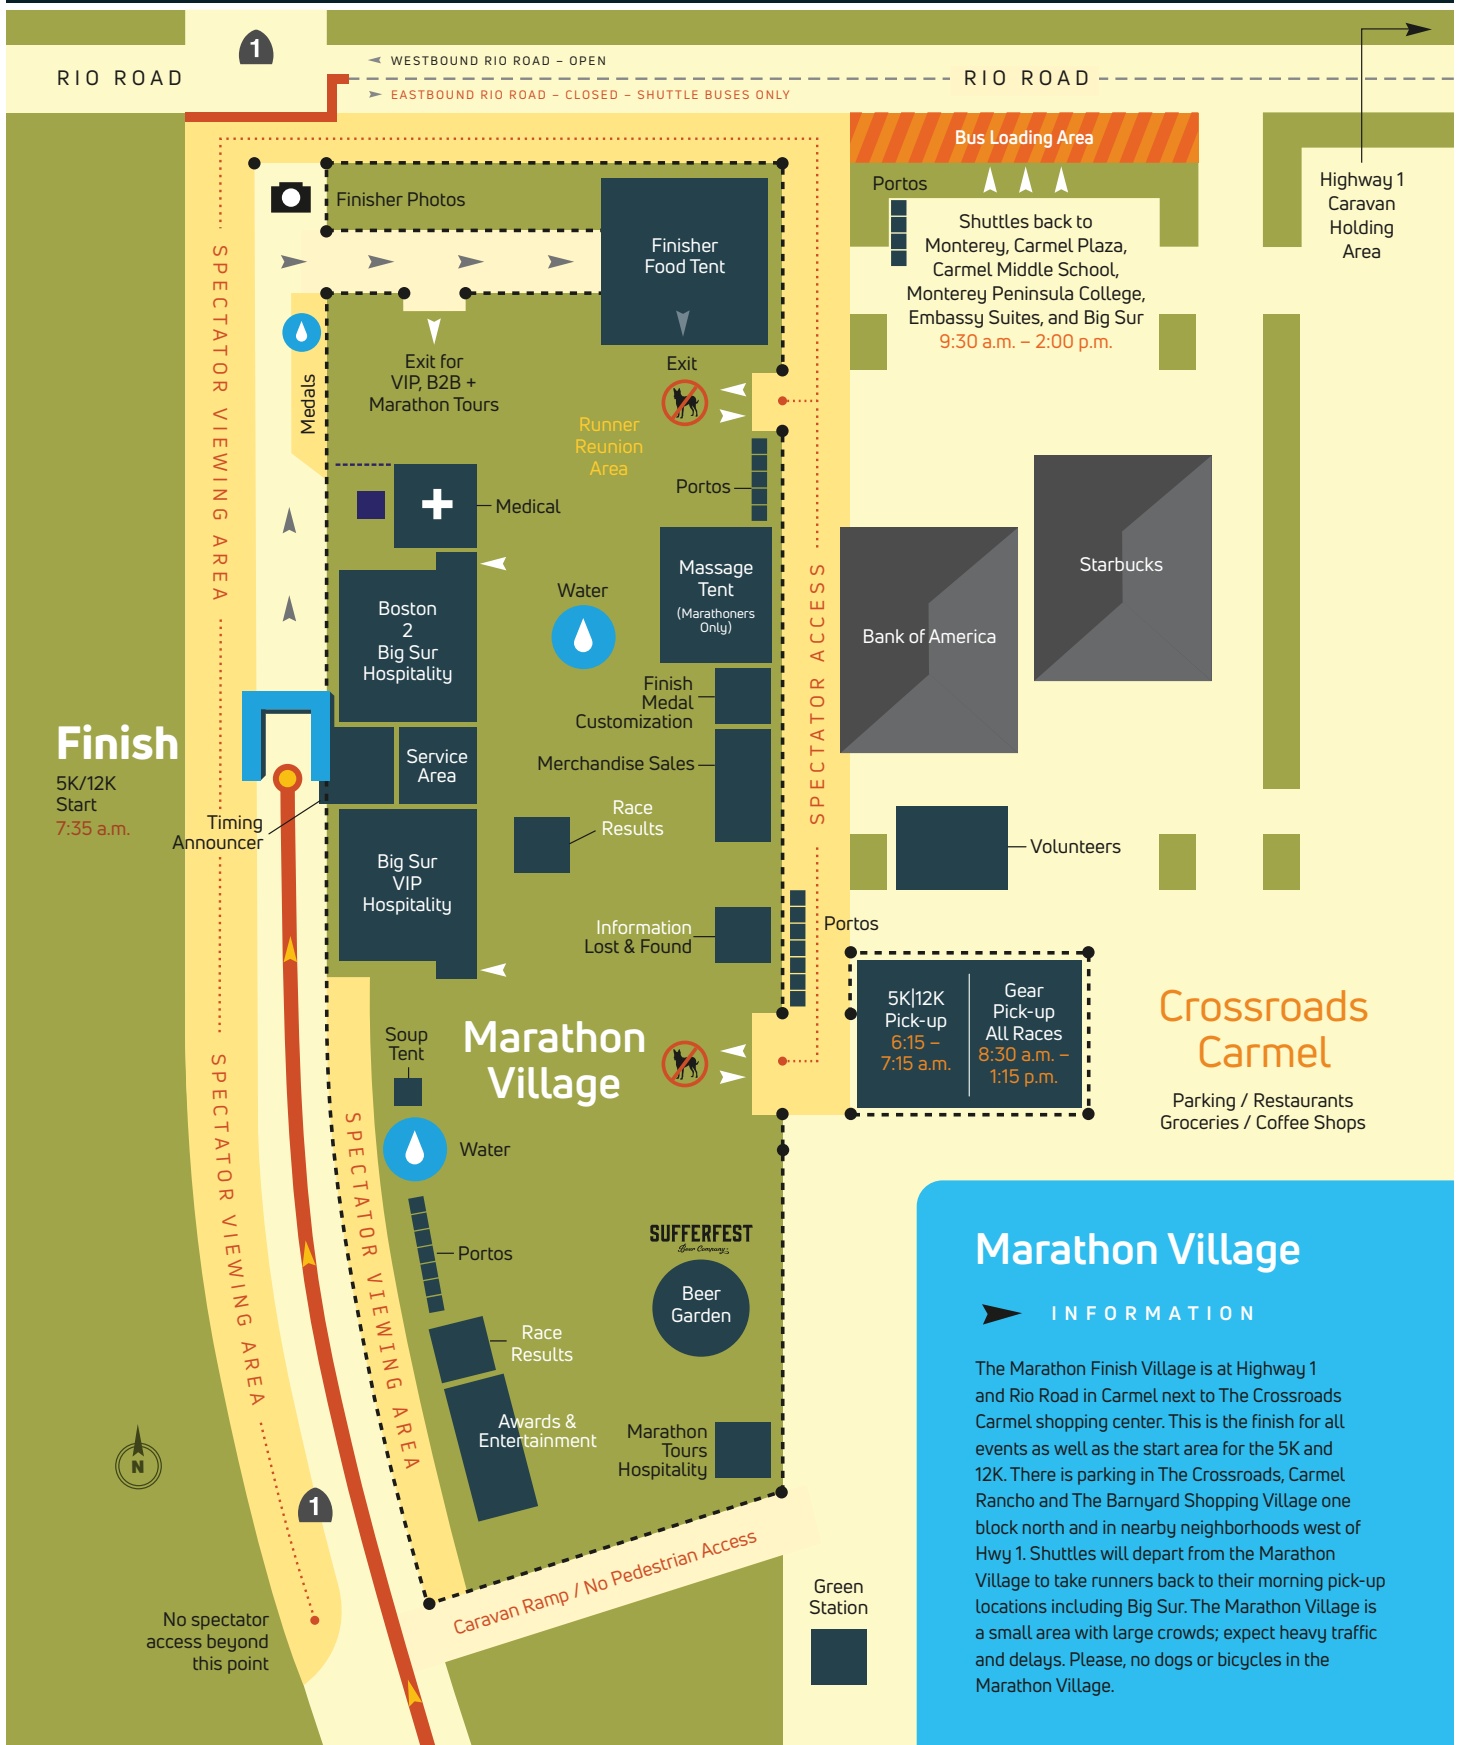 1
WESTBOUND RIO ROAD – OPEN
RIO ROAD
RIO ROAD
EASTBOUND RIO ROAD – CLOSED – SHUTTLE BUSES ONLY
Bus Loading Area
Highway 1
Caravan
Holding
Area
Portos
Shuttles back to
Monterey, Carmel Plaza,
Carmel Middle School,
Monterey Peninsula College,
Embassy Suites, and Big Sur
9:30 a.m. – 2:00 p.m.
Finisher Photos
Finisher
Food Tent
SPECTATOR VIEWING AREA
Exit for
VIP, B2B +
Marathon Tours
Exit
Medals
Runner
Reunion
Area
Portos
Medical
Massage
Tent
(Marathoners
Only)
Water
Boston
2
Big Sur
Hospitality
SPECTATOR ACCESS
Starbucks
Bank of America
Finish
Medal
Customization
Finish
5K/12K
Start
7:35 a.m.
Timing
Announcer
Service
Area
Merchandise Sales
Race
Results
Volunteers
Big Sur
VIP
Hospitality
Information
Lost & Found
Portos
5K|12K
Pick-up
6:15 –
7:15 a.m.
Gear
Pick-up
All Races
8:30 a.m. –
1:15 p.m.
Crossroads
Carmel
Parking / Restaurants
Groceries / Coffee Shops
Soup
Tent
Marathon
Village
SPECTATOR VIEWING AREA
SPECTATOR VIEWING AREA
Water
Portos
SUFFERFEST
Beer Company
Beer
Garden
Race
Results
Awards &
Entertainment
Marathon
Tours
Hospitality
N
1
Caravan Ramp / No Pedestrian Access
No spectator
access beyond
this point
Green
Station
Marathon Village
INFORMATION
The Marathon Finish Village is at Highway 1
and Rio Road in Carmel next to The Crossroads
Carmel shopping center. This is the finish for all
events as well as the start area for the 5K and
12K. There is parking in The Crossroads, Carmel
Rancho and The Barnyard Shopping Village one
block north and in nearby neighborhoods west of
Hwy 1. Shuttles will depart from the Marathon
Village to take runners back to their morning pick-up
locations including Big Sur. The Marathon Village is
a small area with large crowds; expect heavy traffic
and delays. Please, no dogs or bicycles in the
Marathon Village.